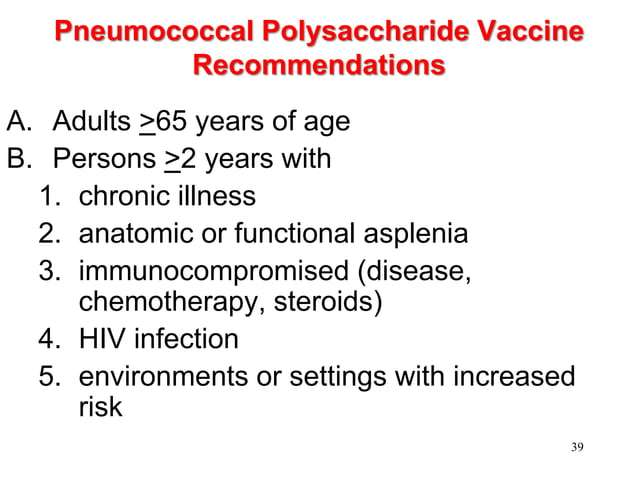 Pneumococcal Polysaccharide Vaccine
Recommendations
A. Adults ≥65 years of age
B. Persons ≥2 years with
1. chronic illness
2. anatomic or functional asplenia
3. immunocompromised (disease,
chemotherapy, steroids)
4. HIV infection
5. environments or settings with increased
risk
39